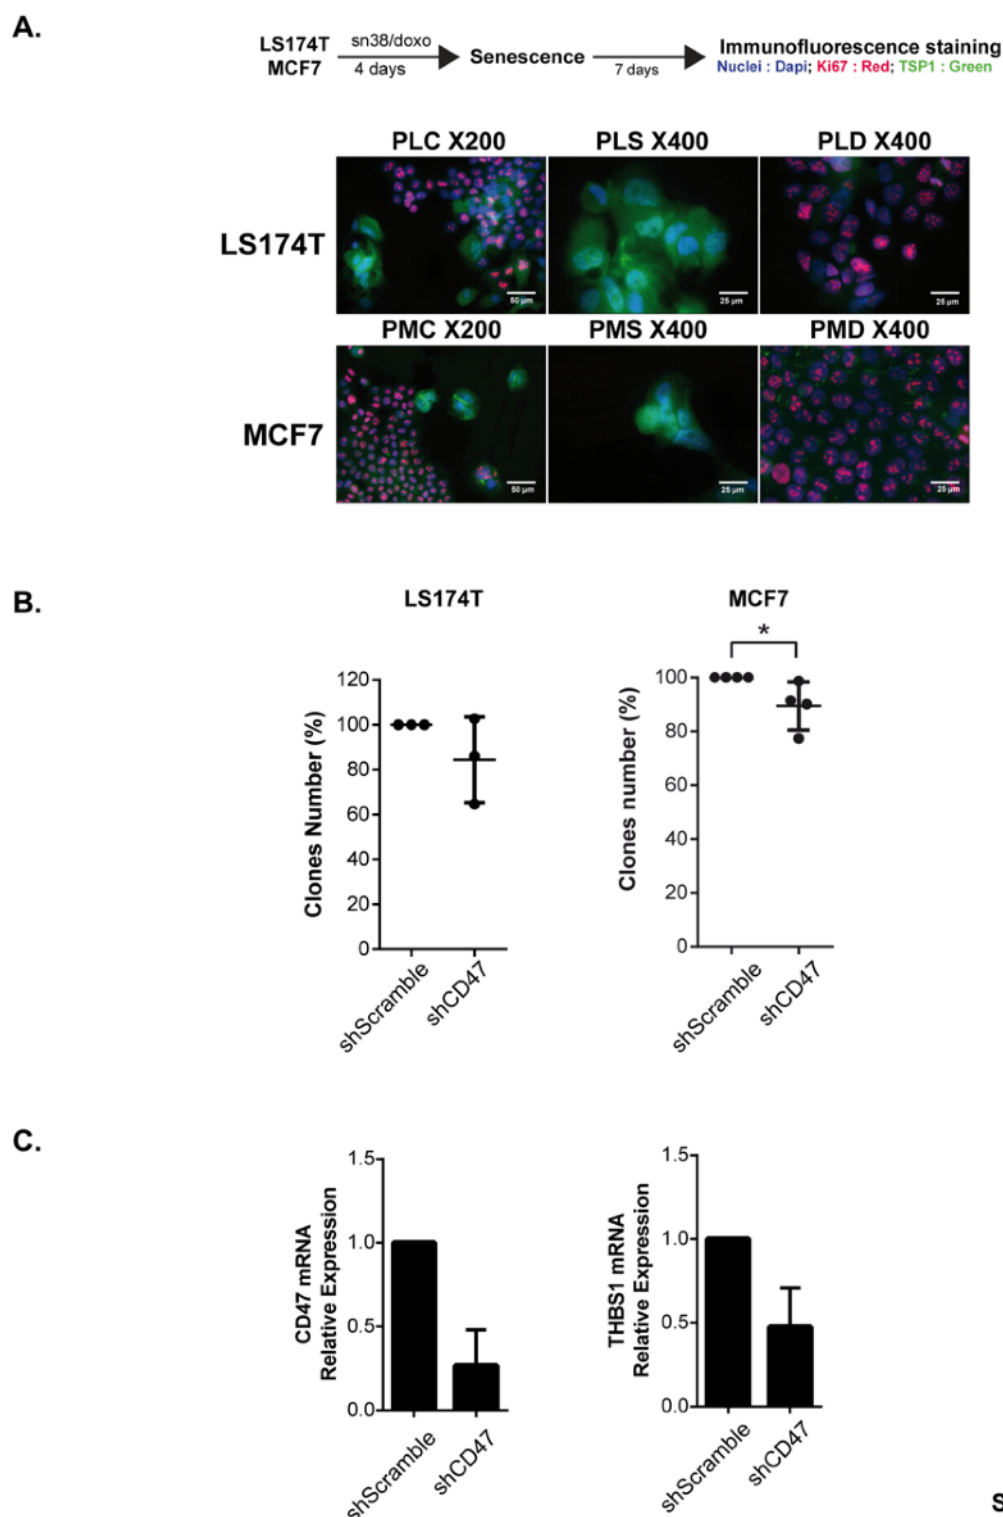 A.
LS174T
MCF7
sn38/doxo
4 days
Senescence
7 days
Immunofluorescence staining
Nuclei : Dapi; Ki67 : Red; TSP1 : Green
PLC X200 PLS X400 PLD X400
LS174T
50 µm 25 µm 25 µm
PMC X200 PMS X400 PMD X400
MCF7
50 µm 25 µm 25 µm
B.
LS174T
Clones Number (%)
120
100
80
60
40
20
0
shScramble
shCD47
MCF7
*
Clones number (%)
100
80
60
40
20
0
shScramble
shCD47
C.
CD47 mRNA
Relative Expression
1.5
1.0
0.5
0.0
shScramble
shCD47
THBS1 mRNA
Relative Expression
1.5
1.0
0.5
0.0
shScramble
shCD47
S